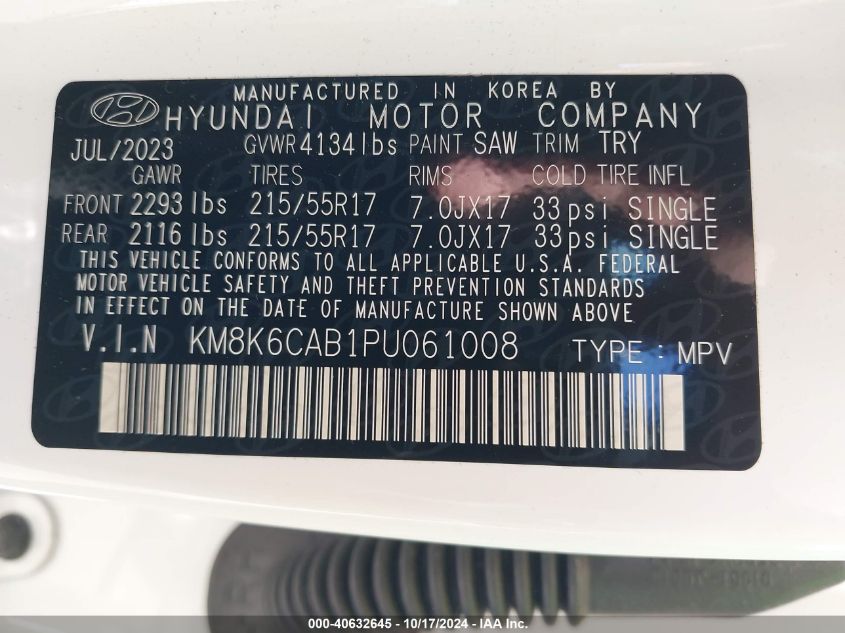 MANUFACTURED IN KOREA BY
HYUNDAI MOTOR COMPANY
JUL/2023 GVWR 4134 lbs PAINT SAW TRIM TRY
GAWR TIRES RIMS COLD TIRE INFL
FRONT 2293 lbs 215/55R17 7.0JX17 33 psi SINGLE
REAR 2116 lbs 215/55R17 7.0JX17 33 psi SINGLE
THIS VEHICLE CONFORMS TO ALL APPLICABLE U.S.A. FEDERAL
MOTOR VEHICLE SAFETY AND THEFT PREVENTION STANDARDS
IN EFFECT ON THE DATE OF MANUFACTURE SHOWN ABOVE
V.I.N KM8K6CAB1PU061008 TYPE : MPV
000-40632645 | 10/17/2024 - IAA, Inc.